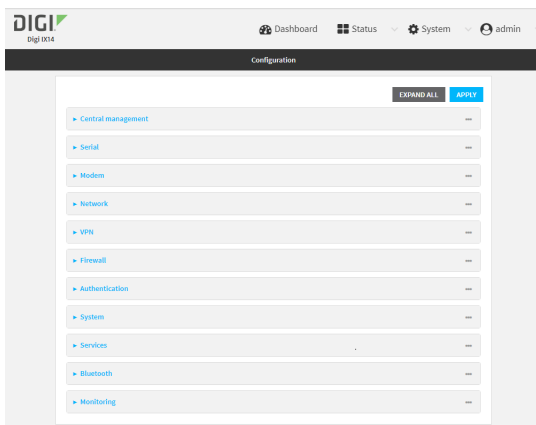 DIGI
Digi IX14
Dashboard Status System admin
Configuration
EXPAND ALL APPLY
Central management
Serial
Modem
Network
VPN
Firewall
Authentication
System
Services
Bluetooth
Monitoring